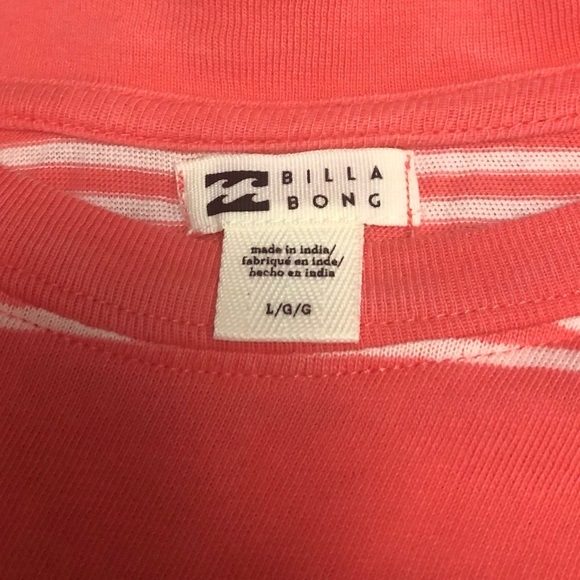 BILLA
BONG
made in india/
fabriqué en inde/
hecho en india
L/G/G